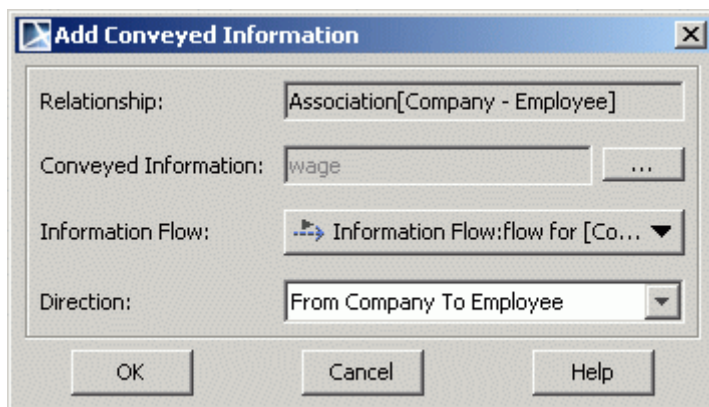 Add Conveyed Information
Relationship: Association[Company - Employee]
Conveyed Information: wage ...
Information Flow: Information Flow:flow for [Co...
Direction: From Company To Employee
OK Cancel Help